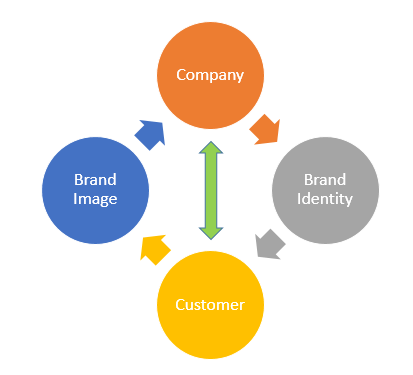 Company
Brand
Image
Brand
Identity
Customer